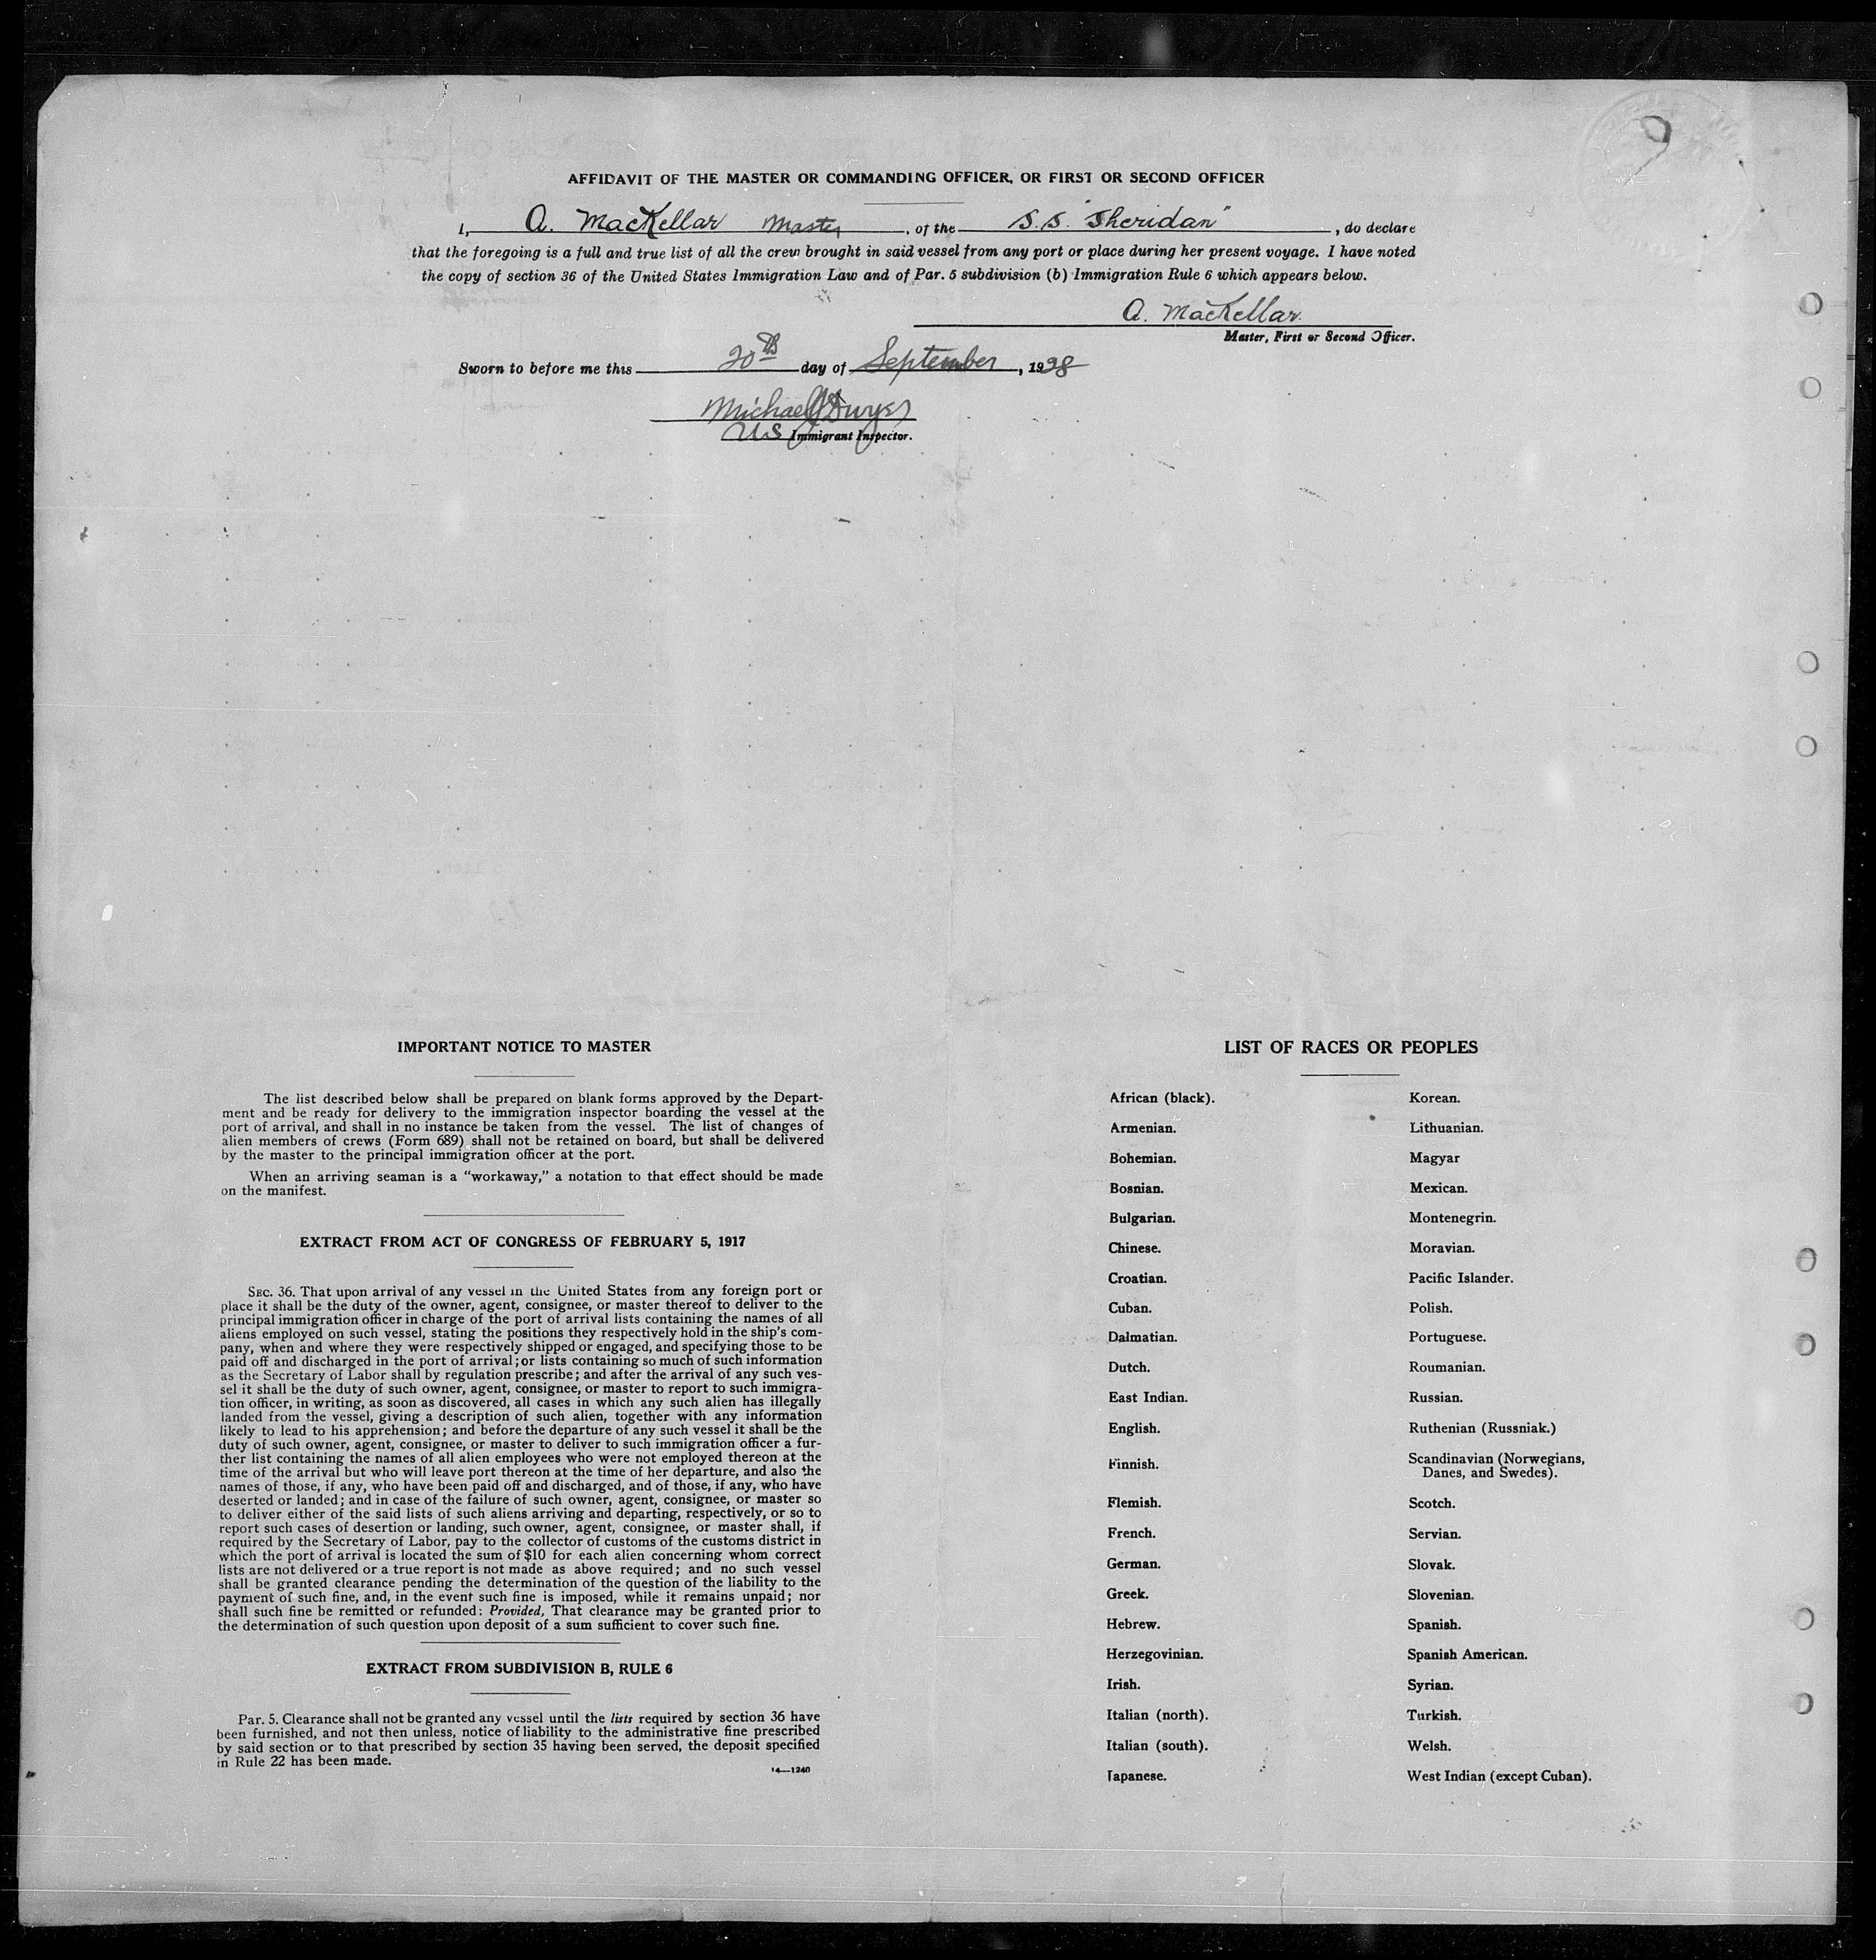 AFFIDAVIT OF THE MASTER OR COMMANDING OFFICER, OR FIRST OR SECOND OFFICER
I, A. MacKellar Master, of the S.S. "Sheridan", do declare
that the foregoing is a full and true list of all the crew brought in said vessel from any port or place during her present voyage. I have noted
the copy of section 36 of the United States Immigration Law and of Par. 5 subdivision (b) Immigration Rule 6 which appears below.
A. MacKellar.
Master, First or Second Officer.
Sworn to before me this 20th day of September, 1928
Michael J Dwyer
US Immigrant Inspector.
IMPORTANT NOTICE TO MASTER
The list described below shall be prepared on blank forms approved by the Depart-
ment and be ready for delivery to the immigration inspector boarding the vessel at the
port of arrival, and shall in no instance be taken from the vessel. The list of changes of
alien members of crews (Form 689) shall not be retained on board, but shall be delivered
by the master to the principal immigration officer at the port.
When an arriving seaman is a "workaway," a notation to that effect should be made
on the manifest.
EXTRACT FROM ACT OF CONGRESS OF FEBRUARY 5, 1917
SEC. 36. That upon arrival of any vessel in the United States from any foreign port or
place it shall be the duty of the owner, agent, consignee, or master thereof to deliver to the
principal immigration officer in charge of the port of arrival lists containing the names of all
aliens employed on such vessel, stating the positions they respectively hold in the ship's com-
pany, when and where they were respectively shipped or engaged, and specifying those to be
paid off and discharged in the port of arrival; or lists containing so much of such information
as the Secretary of Labor shall by regulation prescribe; and after the arrival of any such ves-
sel it shall be the duty of such owner, agent, consignee, or master to report to such immigra-
tion officer, in writing, as soon as discovered, all cases in which any such alien has illegally
landed from the vessel, giving a description of such alien, together with any information
likely to lead to his apprehension; and before the departure of any such vessel it shall be the
duty of such owner, agent, consignee, or master to deliver to such immigration officer a fur-
ther list containing the names of all alien employees who were not employed thereon at the
time of the arrival but who will leave port thereon at the time of her departure, and also the
names of those, if any, who have been paid off and discharged, and of those, if any, who have
deserted or landed; and in case of the failure of such owner, agent, consignee, or master so
to deliver either of the said lists of such aliens arriving and departing, respectively, or so to
report such cases of desertion or landing, such owner, agent, consignee, or master shall, if
required by the Secretary of Labor, pay to the collector of customs of the customs district in
which the port of arrival is located the sum of $10 for each alien concerning whom correct
lists are not delivered or a true report is not made as above required; and no such vessel
shall be granted clearance pending the determination of the question of the liability to the
payment of such fine, and, in the event such fine is imposed, while it remains unpaid; nor
shall such fine be remitted or refunded: Provided, That clearance may be granted prior to
the determination of such question upon deposit of a sum sufficient to cover such fine.
EXTRACT FROM SUBDIVISION B, RULE 6
Par. 5. Clearance shall not be granted any vessel until the lists required by section 36 have
been furnished, and not then unless, notice of liability to the administrative fine prescribed
by said section or to that prescribed by section 35 having been served, the deposit specified
in Rule 22 has been made.
14—1240
LIST OF RACES OR PEOPLES
African (black).
Armenian.
Bohemian.
Bosnian.
Bulgarian.
Chinese.
Croatian.
Cuban.
Dalmatian.
Dutch.
East Indian.
English.
Finnish.
Flemish.
French.
German.
Greek.
Hebrew.
Herzegovinian.
Irish.
Italian (north).
Italian (south).
Japanese.
Korean.
Lithuanian.
Magyar
Mexican.
Montenegrin.
Moravian.
Pacific Islander.
Polish.
Portuguese.
Roumanian.
Russian.
Ruthenian (Russniak.)
Scandinavian (Norwegians,
Danes, and Swedes).
Scotch.
Servian.
Slovak.
Slovenian.
Spanish.
Spanish American.
Syrian.
Turkish.
Welsh.
West Indian (except Cuban).